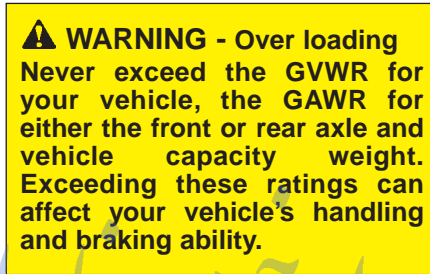 WARNING - Over loading
Never exceed the GVWR for
your vehicle, the GAWR for
either the front or rear axle and
vehicle capacity weight.
Exceeding these ratings can
affect your vehicle's handling
and braking ability.